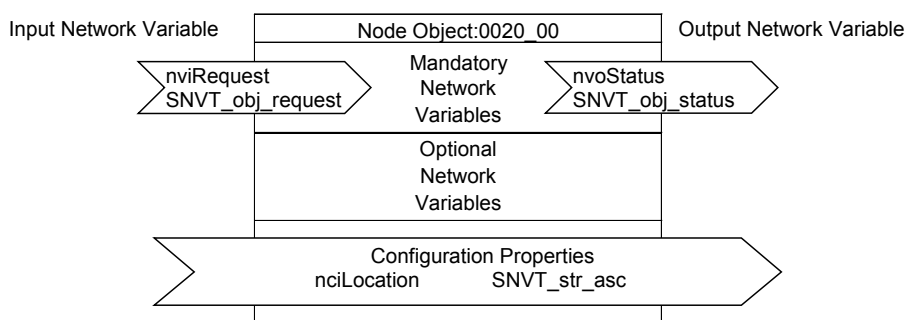 Input Network Variable
Node Object:0020_00
Output Network Variable
Mandatory
Network
Variables
nviRequest
SNVT_obj_request
nvoStatus
SNVT_obj_status
Optional
Network
Variables
Configuration Properties
nciLocation SNVT_str_asc